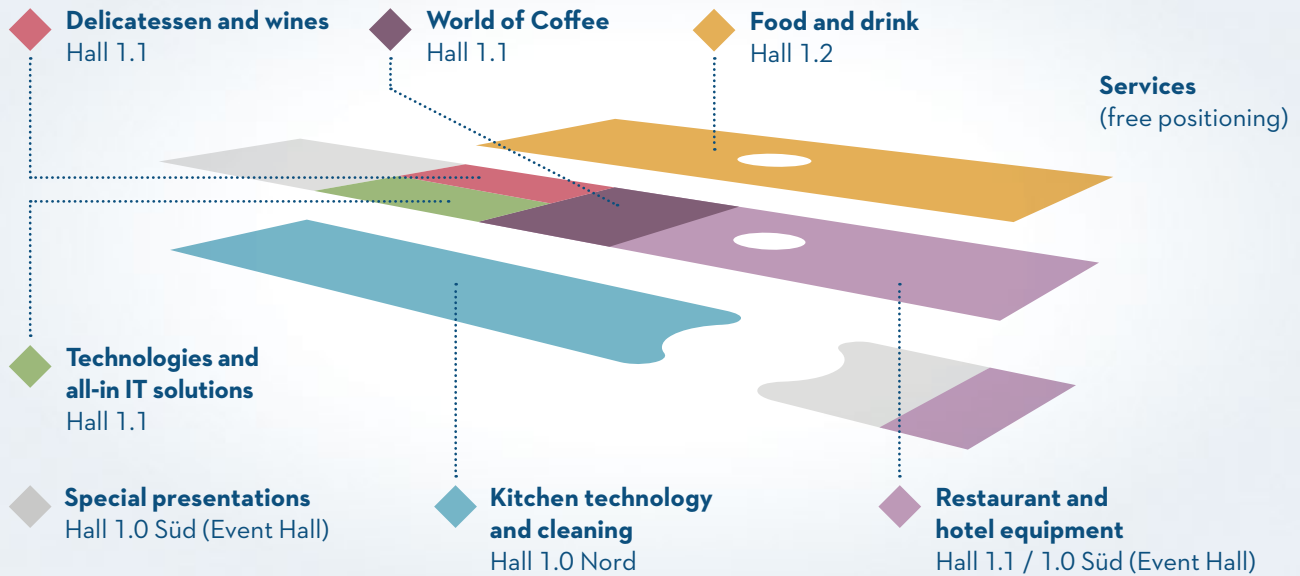 Delicatessen and wines
Hall 1.1
World of Coffee
Hall 1.1
Food and drink
Hall 1.2
Services
(free positioning)
Technologies and
all-in IT solutions
Hall 1.1
Special presentations
Hall 1.0 Süd (Event Hall)
Kitchen technology
and cleaning
Hall 1.0 Nord
Restaurant and
hotel equipment
Hall 1.1 / 1.0 Süd (Event Hall)